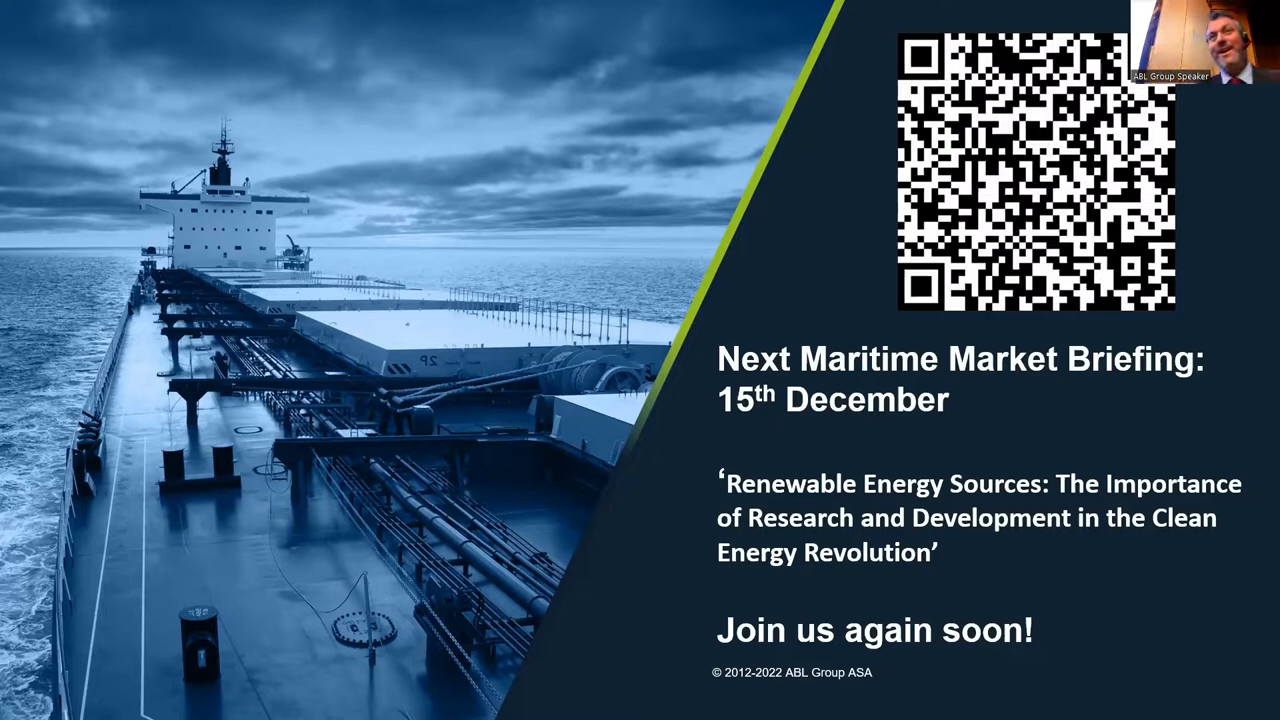 ABL Group Speaker
Next Maritime Market Briefing:
15th December
‘Renewable Energy Sources: The Importance
of Research and Development in the Clean
Energy Revolution’
Join us again soon!
© 2012-2022 ABL Group ASA
2P